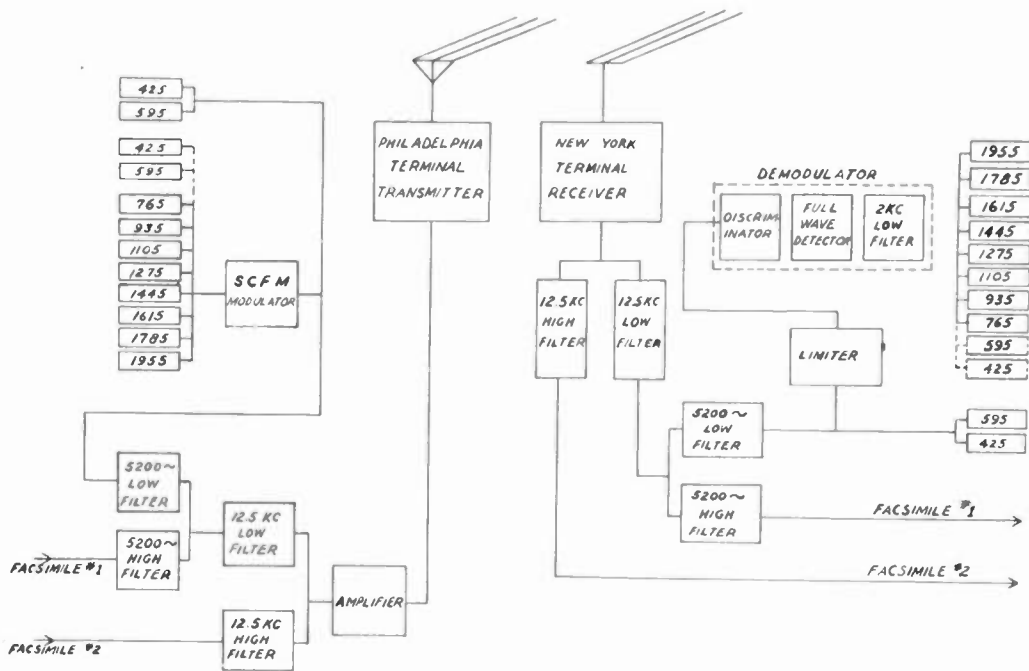 425
595
425
595
765
935
1105
1275
1445
1615
1785
1955
SCFM
MODULATOR
5200~
LOW
FILTER
5200~
HIGH
FILTER
FACSIMILE #1
12.5 KC
LOW
FILTER
12.5 KC
HIGH
FILTER
FACSIMILE #2
AMPLIFIER
PHILADELPHIA
TERMINAL
TRANSMITTER
NEW YORK
TERMINAL
RECEIVER
12.5 KC
HIGH
FILTER
12.5 KC
LOW
FILTER
DEMODULATOR
DISCRIM-
INATOR
FULL
WAVE
DETECTOR
2KC
LOW
FILTER
LIMITER
5200~
LOW
FILTER
5200~
HIGH
FILTER
1955
1785
1615
1445
1275
1105
935
765
595
425
595
425
FACSIMILE #1
FACSIMILE #2